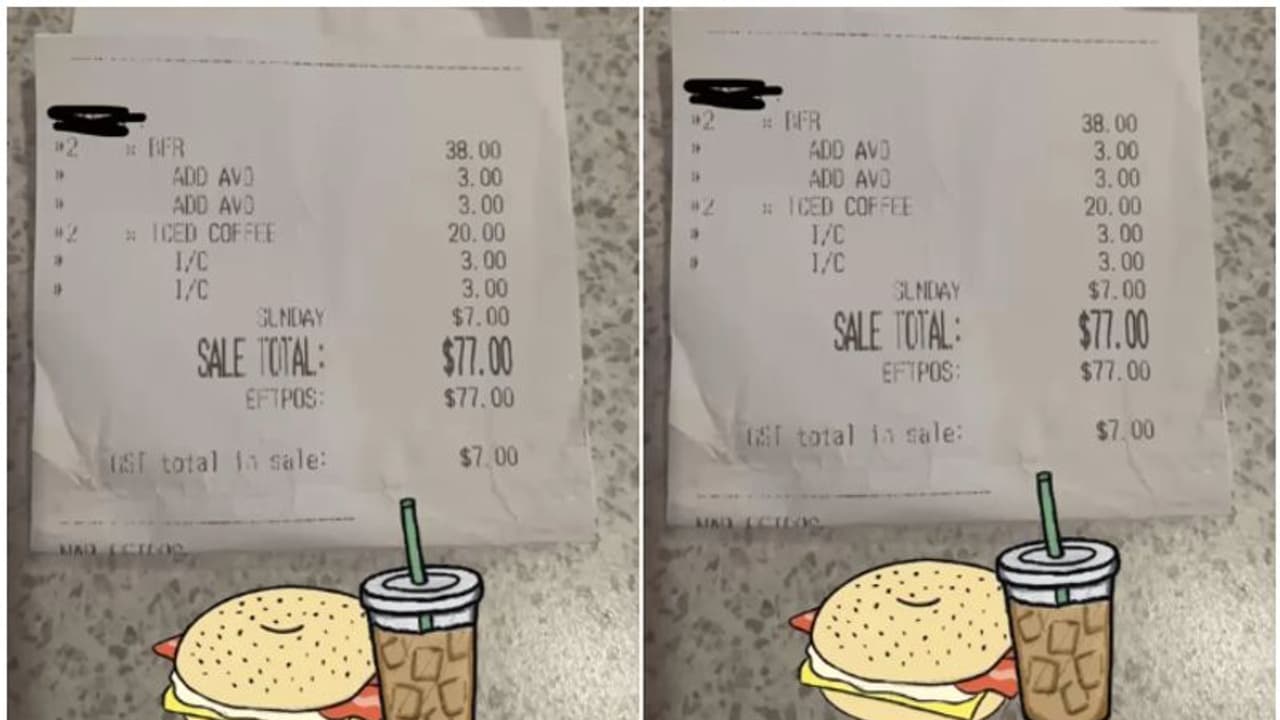 *2 x BFR 38.00
* ADD AVO 3.00
* ADD AVO 3.00
*2 x ICED COFFEE 20.00
* I/C 3.00
* I/C 3.00
SUNDAY $7.00
SALE TOTAL: $77.00
EFTPOS: $77.00
GST total in sale: $7.00
*2 x BFR 38.00
* ADD AVO 3.00
* ADD AVO 3.00
*2 x ICED COFFEE 20.00
* I/C 3.00
* I/C 3.00
SUNDAY $7.00
SALE TOTAL: $77.00
EFTPOS: $77.00
GST total in sale: $7.00